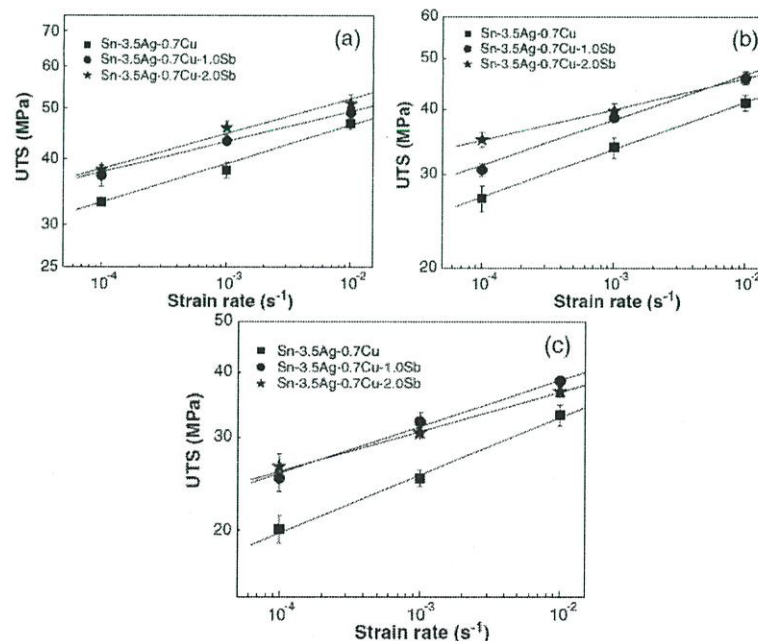 (a)
Sn-3.5Ag-0.7Cu
Sn-3.5Ag-0.7Cu-1.0Sb
Sn-3.5Ag-0.7Cu-2.0Sb
UTS (MPa)
70
60
50
40
30
25
10⁻⁴
10⁻³
10⁻²
Strain rate (s⁻¹)
(b)
Sn-3.5Ag-0.7Cu
Sn-3.5Ag-0.7Cu-1.0Sb
Sn-3.5Ag-0.7Cu-2.0Sb
UTS (MPa)
60
50
40
30
20
10⁻⁴
10⁻³
10⁻²
Strain rate (s⁻¹)
(c)
Sn-3.5Ag-0.7Cu
Sn-3.5Ag-0.7Cu-1.0Sb
Sn-3.5Ag-0.7Cu-2.0Sb
UTS (MPa)
50
40
30
20
10⁻⁴
10⁻³
10⁻²
Strain rate (s⁻¹)